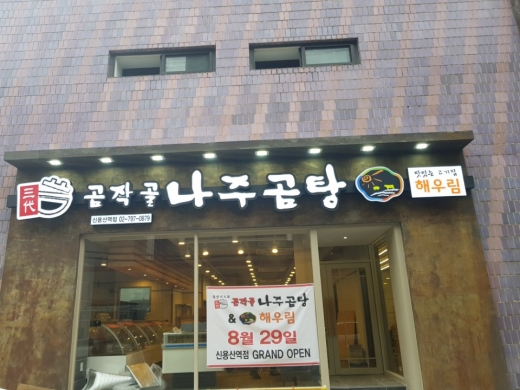 三代
곤작골 나주곰탕
신용산역점 02-797-0879
맛있는 고기집
해우림
곰작골 나주곰탕
& 해우림
8월 29일
신용산역점 GRAND OPEN